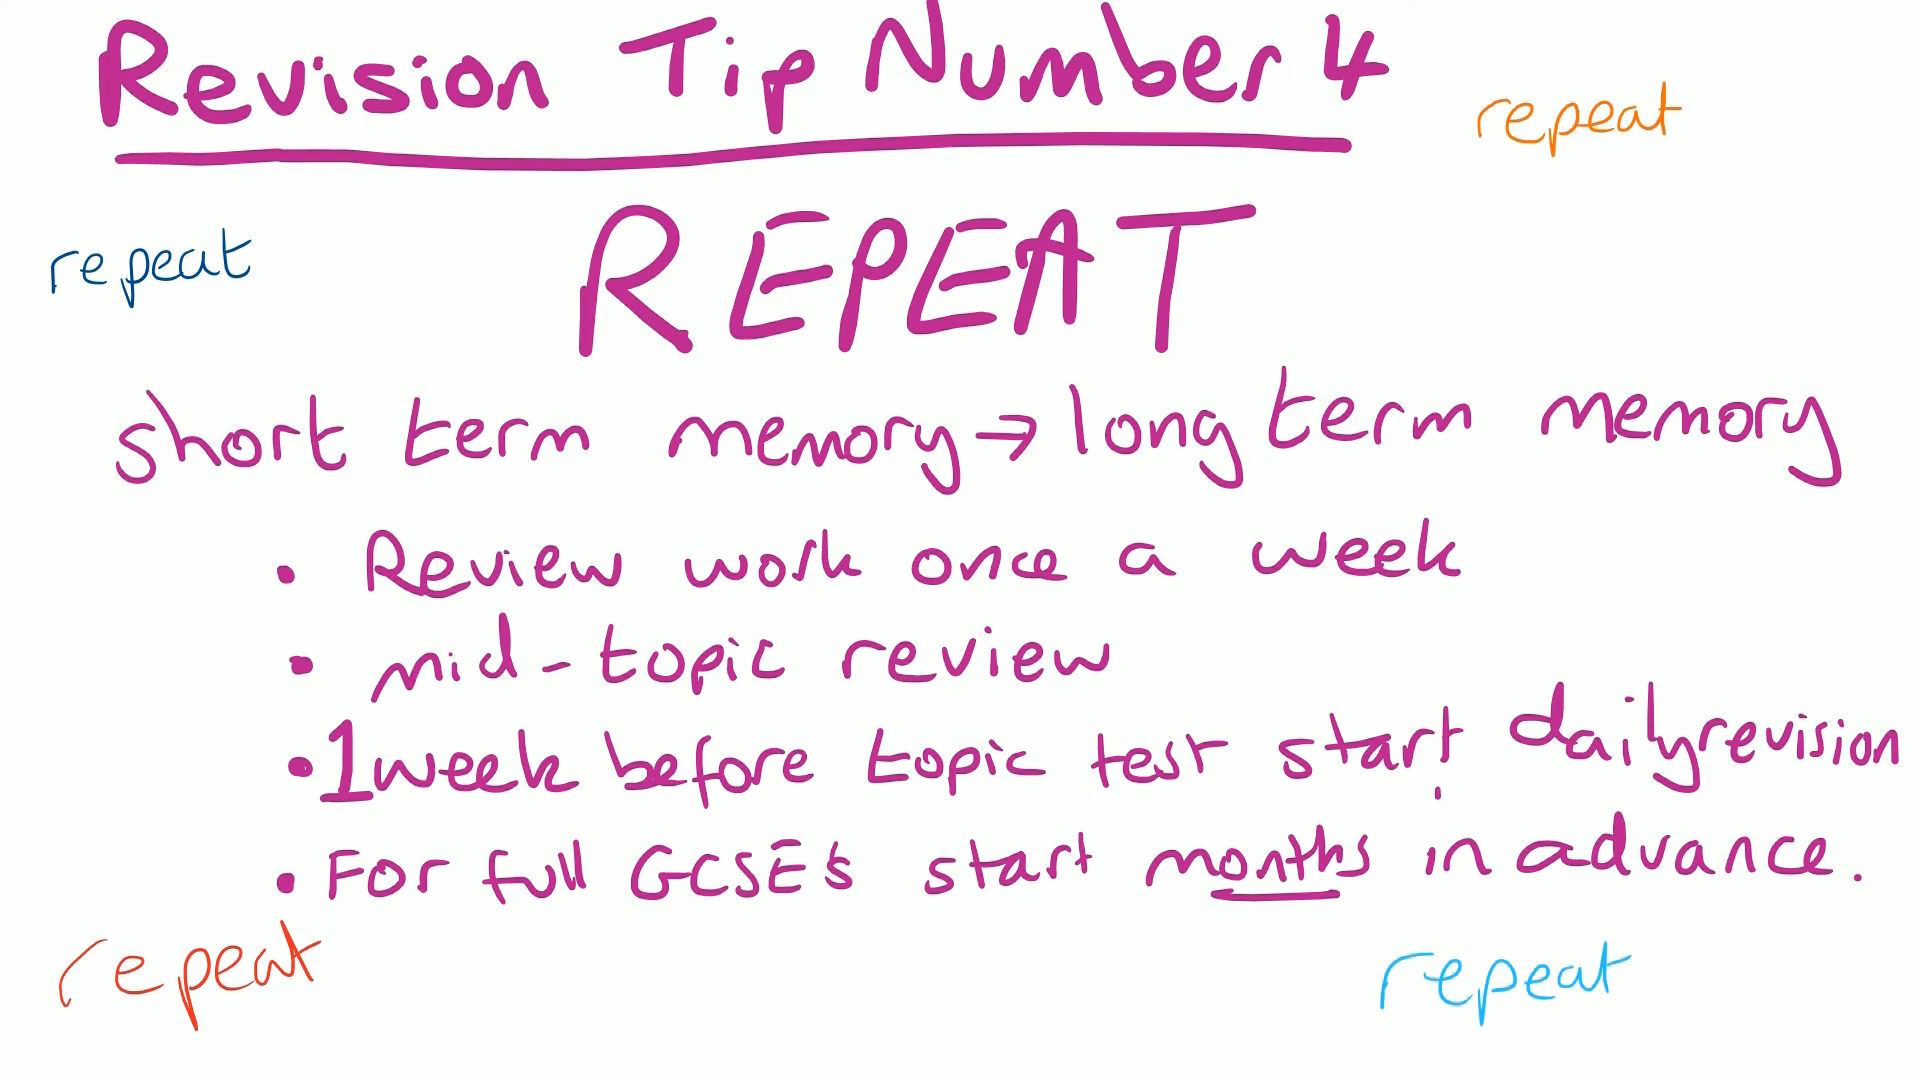 Revision Tip Number 4
repeat
REPEAT
repeat
short term memory → long term memory
• Review work once a week
• mid-topic review
• 1 week before topic test start daily revision
• For full GCSE's start months in advance.
repeat
repeat